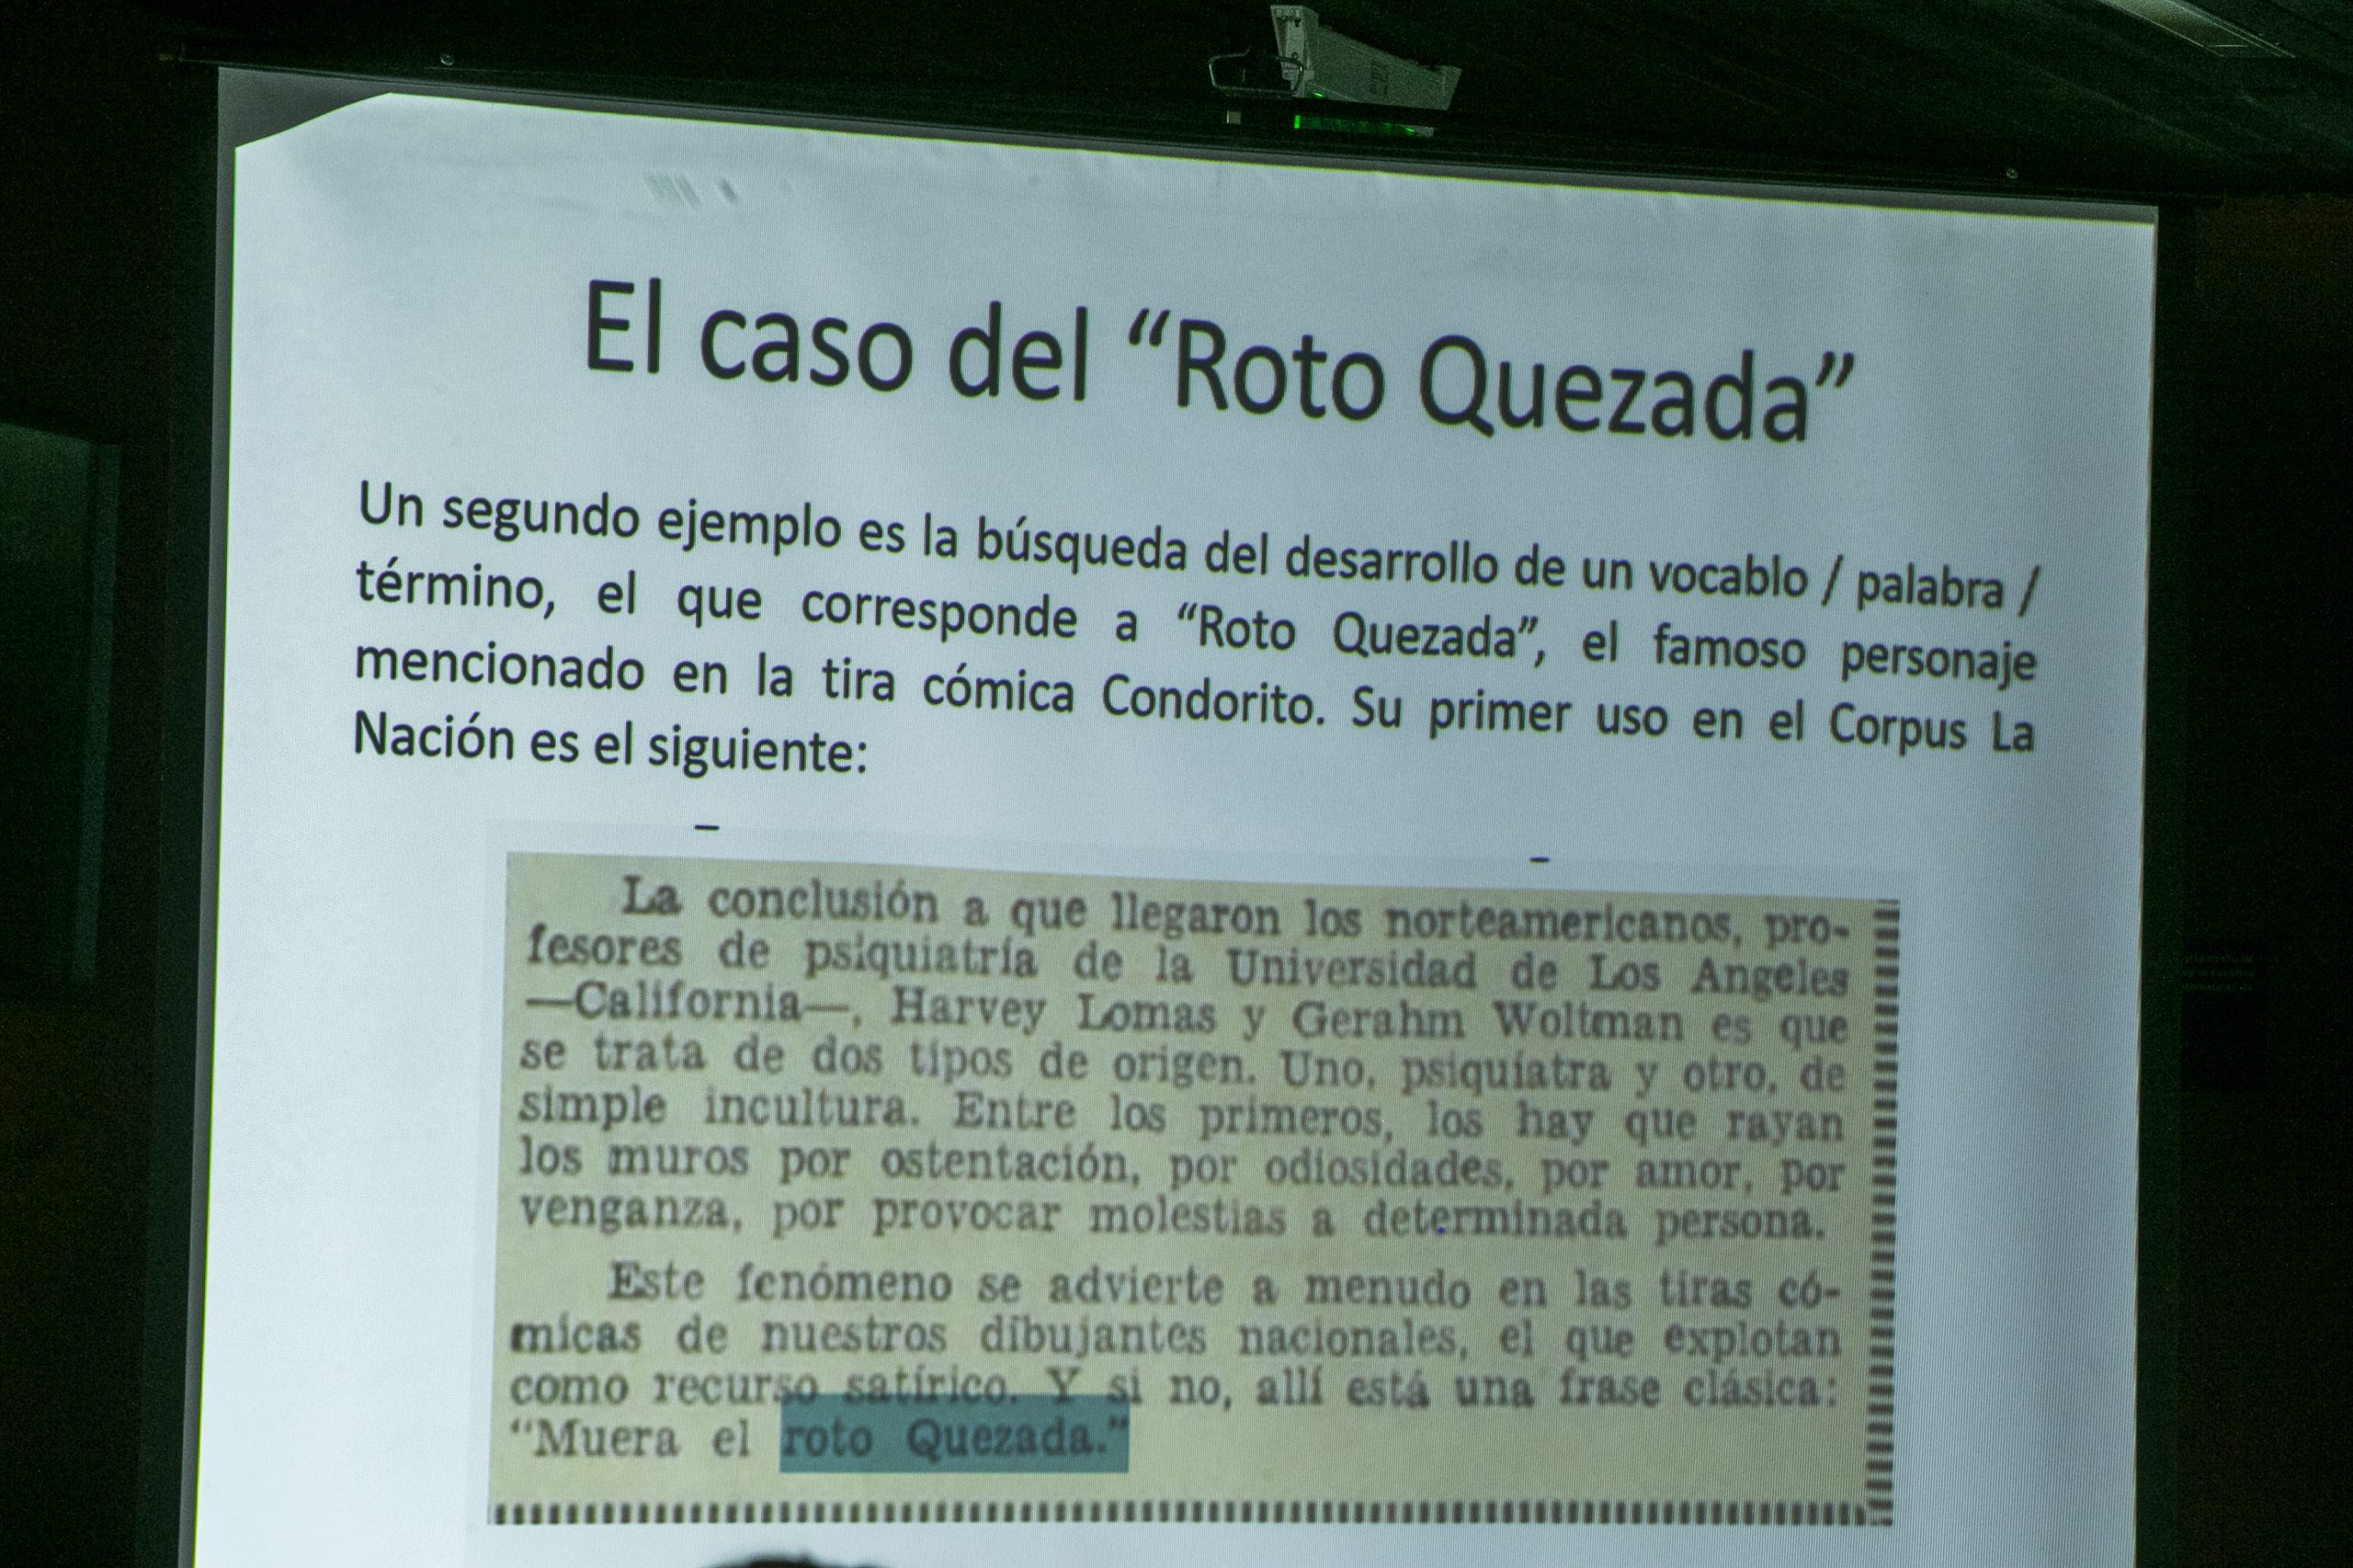 El caso del “Roto Quezada”
Un segundo ejemplo es la búsqueda del desarrollo de un vocablo / palabra /
término, el que corresponde a “Roto Quezada”, el famoso personaje
mencionado en la tira cómica Condorito. Su primer uso en el Corpus La
Nación es el siguiente:
La conclusión a que llegaron los norteamericanos, pro-
fesores de psiquiatría de la Universidad de Los Angeles
—California—, Harvey Lomas y Gerahm Woltman es que
se trata de dos tipos de origen. Uno, psiquíatra y otro, de
simple incultura. Entre los primeros, los hay que rayan
los muros por ostentación, por odiosidades, por amor, por
venganza, por provocar molestias a determinada persona.
Este fenómeno se advierte a menudo en las tiras có-
micas de nuestros dibujantes nacionales, el que explotan
como recurso satírico. Y si no, allí está una frase clásica:
“Muera el roto Quezada.”